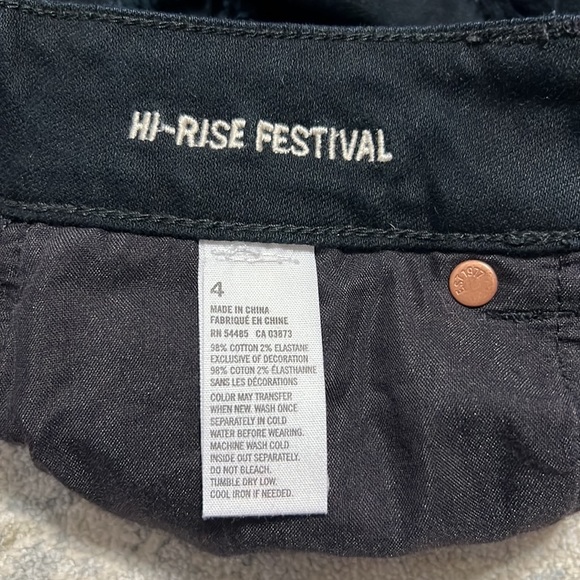 HI-RISE FESTIVAL
4
MADE IN CHINA
FABRIQUÉ EN CHINE
RN 54485 CA 03873
98% COTTON 2% ELASTANE
EXCLUSIVE OF DECORATION
98% COTON 2% ÉLASTHANNE
SANS LES DÉCORATIONS
COLOR MAY TRANSFER
WHEN NEW. WASH ONCE
SEPARATELY IN COLD
WATER BEFORE WEARING.
MACHINE WASH COLD
INSIDE OUT SEPARATELY.
DO NOT BLEACH.
TUMBLE DRY LOW.
COOL IRON IF NEEDED.
EST 1977